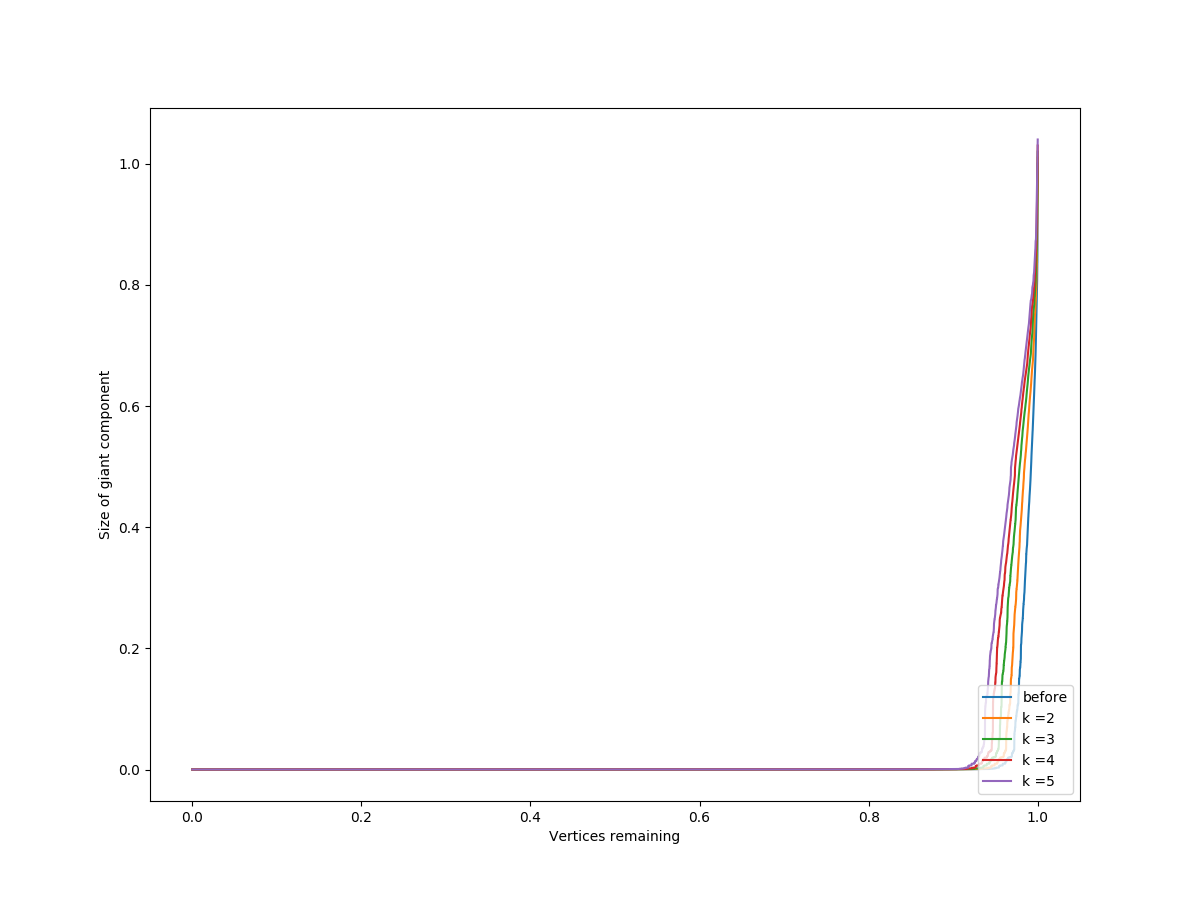 1.0
0.8
0.6
0.4
0.2
0.0
Size of giant component
before
k =2
k =3
k =4
k =5
0.0 0.2 0.4 0.6 0.8 1.0
Vertices remaining